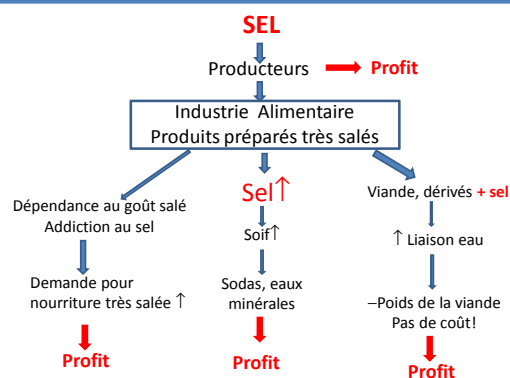 SEL
Producteurs
Profit
Industrie Alimentaire
Produits préparés très salés
Dépendance au goût salé
Addiction au sel
Demande pour
nourriture très salée ↑
Profit
Sel↑
Soif↑
Sodas, eaux
minérales
Profit
Viande, dérivés + sel
↑ Liaison eau
–Poids de la viande
Pas de coût!
Profit